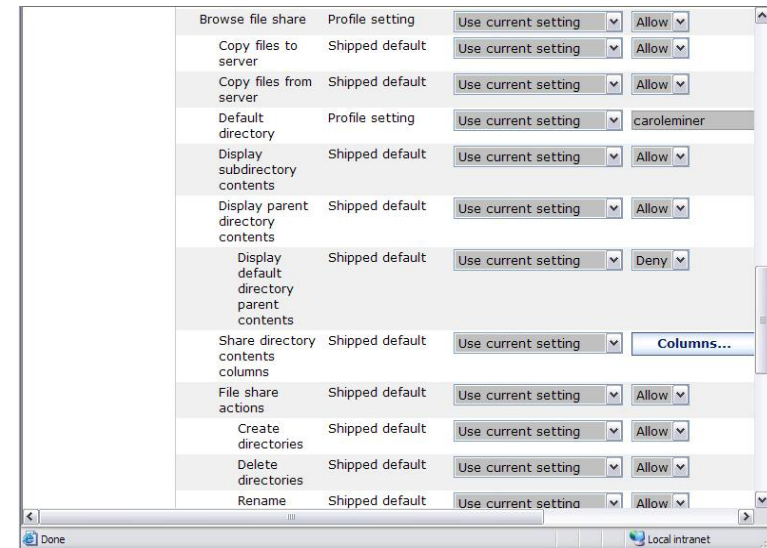 Browse file share Profile setting Use current setting Allow
Copy files to server Shipped default Use current setting Allow
Copy files from server Shipped default Use current setting Allow
Default directory Profile setting Use current setting caroleminer
Display subdirectory contents Shipped default Use current setting Allow
Display parent directory contents Shipped default Use current setting Allow
Display default directory parent contents Shipped default Use current setting Deny
Share directory contents columns Shipped default Use current setting Columns...
File share actions Shipped default Use current setting Allow
Create directories Shipped default Use current setting Allow
Delete directories Shipped default Use current setting Allow
Rename Shipped default Use current setting Allow
Done Local intranet